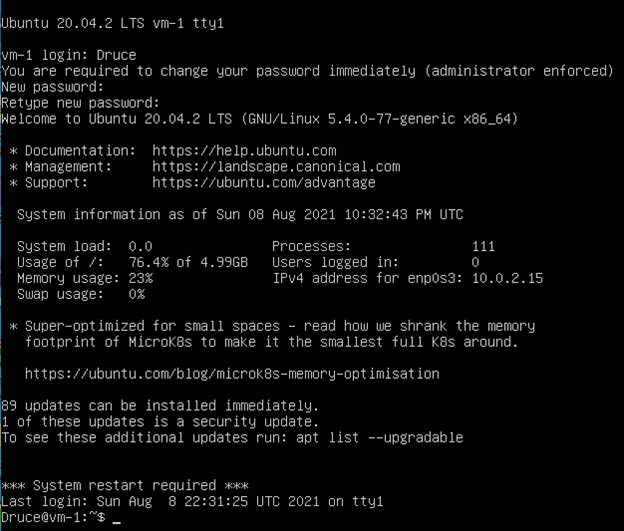 Ubuntu 20.04.2 LTS vm-1 tty1
vm-1 login: Druce
You are required to change your password immediately (administrator enforced)
New password:
Retype new password:
Welcome to Ubuntu 20.04.2 LTS (GNU/Linux 5.4.0-77-generic x86_64)
* Documentation:  https://help.ubuntu.com
* Management:     https://landscape.canonical.com
* Support:        https://ubuntu.com/advantage
System information as of Sun 08 Aug 2021 10:32:43 PM UTC
System load:  0.0                Processes:               111
Usage of /:   76.4% of 4.99GB   Users logged in:         0
Memory usage: 23%                IPv4 address for enp0s3: 10.0.2.15
Swap usage:   0%
* Super-optimized for small spaces - read how we shrank the memory
footprint of MicroK8s to make it the smallest full K8s around.
https://ubuntu.com/blog/microk8s-memory-optimisation
89 updates can be installed immediately.
1 of these updates is a security update.
To see these additional updates run: apt list --upgradable
*** System restart required ***
Last login: Sun Aug  8 22:31:25 UTC 2021 on tty1
Druce@vm-1:~$ _